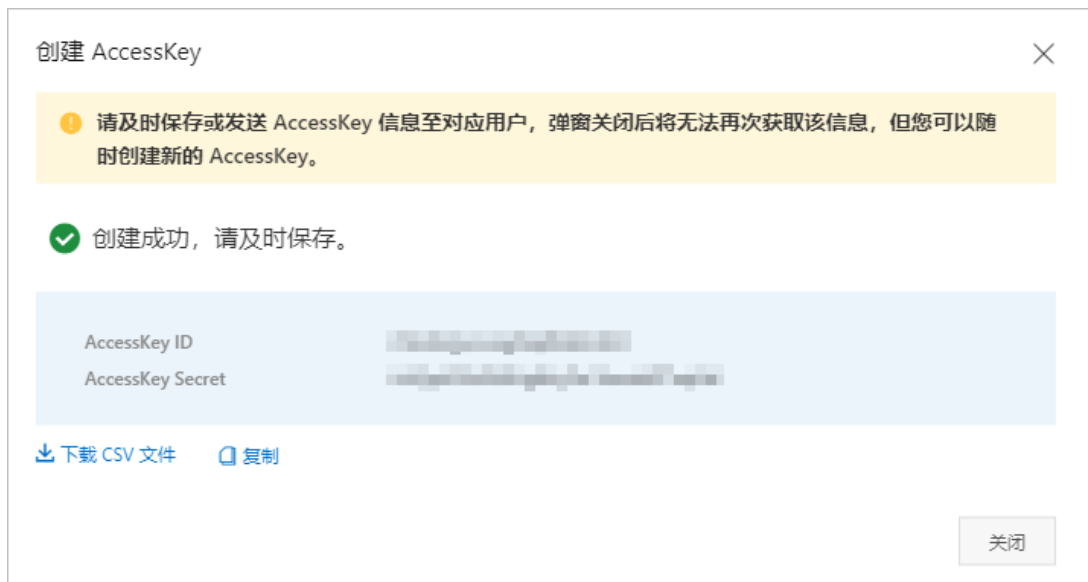 创建 AccessKey
请及时保存或发送 AccessKey 信息至对应用户，弹窗关闭后将无法再次获取该信息，但您可以随
时创建新的 AccessKey。
创建成功，请及时保存。
AccessKey ID
AccessKey Secret
下载 CSV 文件 复制
关闭